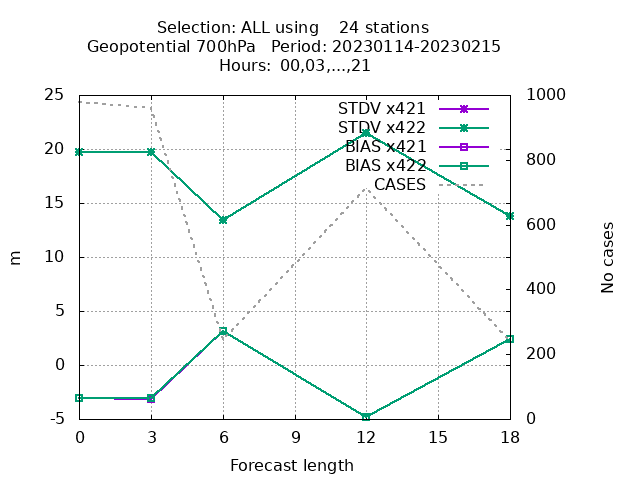 Selection: ALL using    24 stations
Geopotential 700hPa   Period: 20230114-20230215
Hours: 00,03,...,21
25
20
15
10
5
0
-5
m
STDV x421
STDV x422
BIAS x421
BIAS x422
CASES
1000
800
600
400
200
0
No cases
0 3 6 9 12 15 18
Forecast length